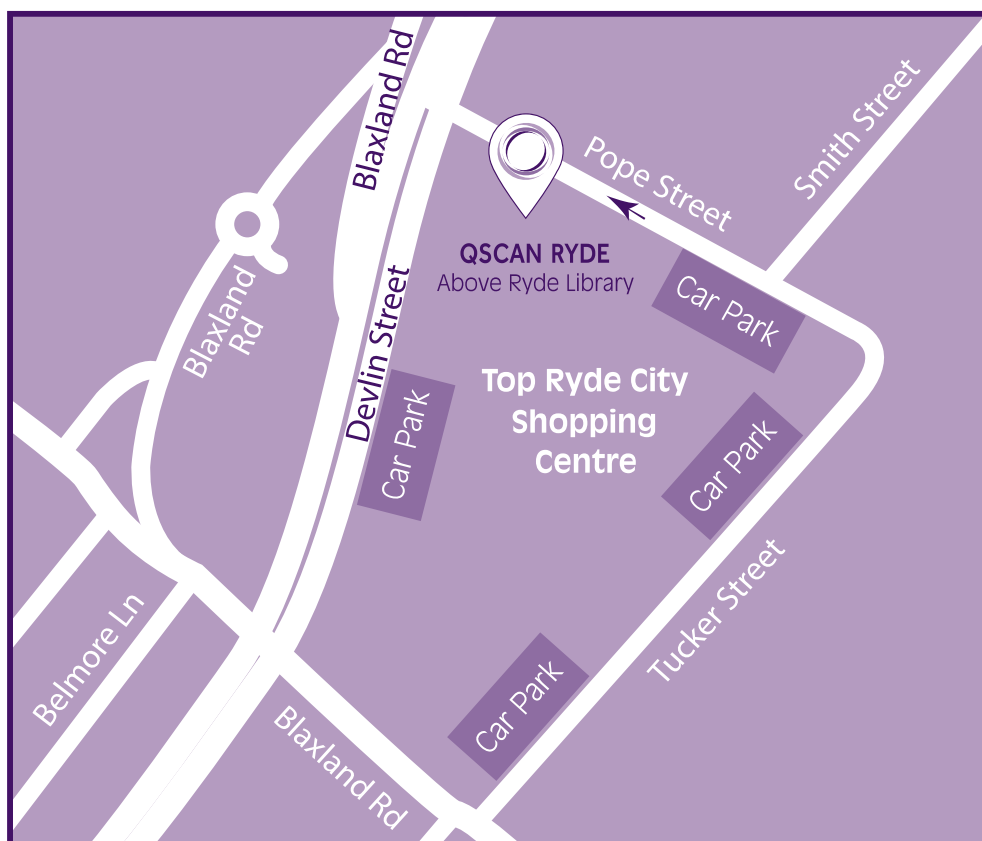 Blaxland Rd
Smith Street
Pope Street
QSCAN RYDE
Above Ryde Library
Blaxland
Rd
Devlin Street
Car Park
Top Ryde City
Shopping
Centre
Car Park
Car Park
Belmore Ln
Tucker Street
Car Park
Blaxland Rd